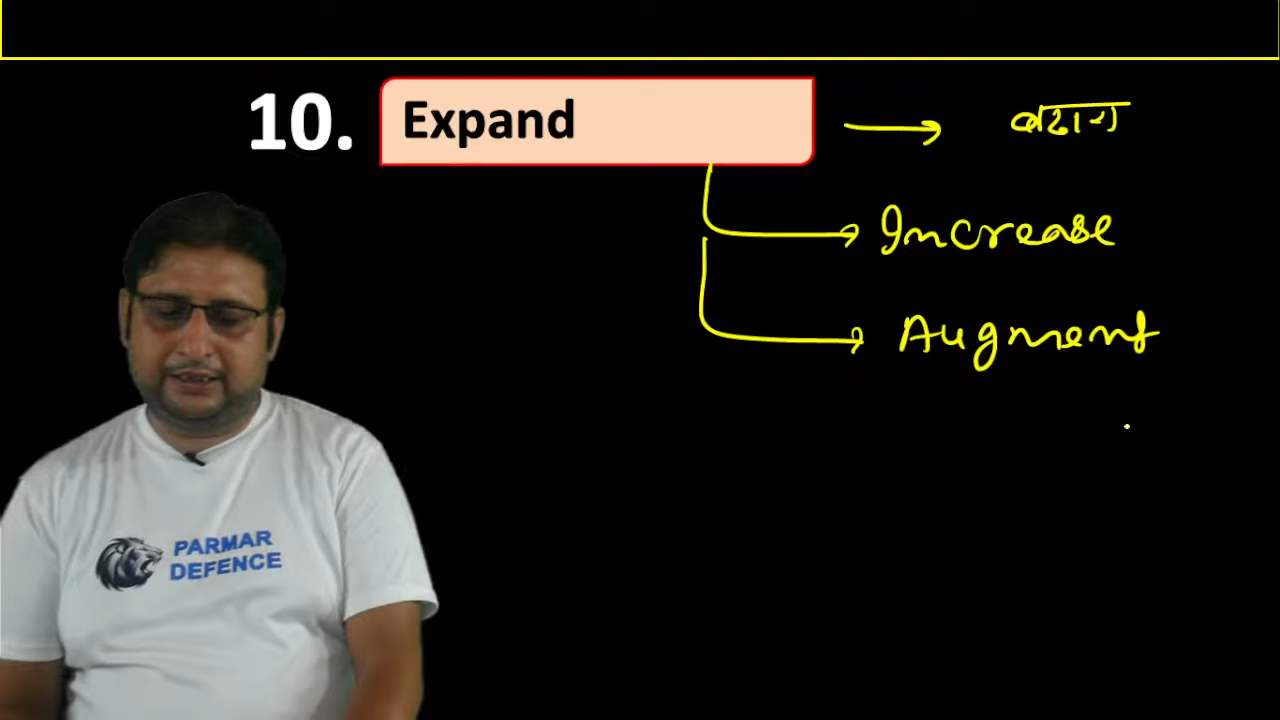 10. Expand
बढ़ाना
Increase
Augment
PARMAR
DEFENCE